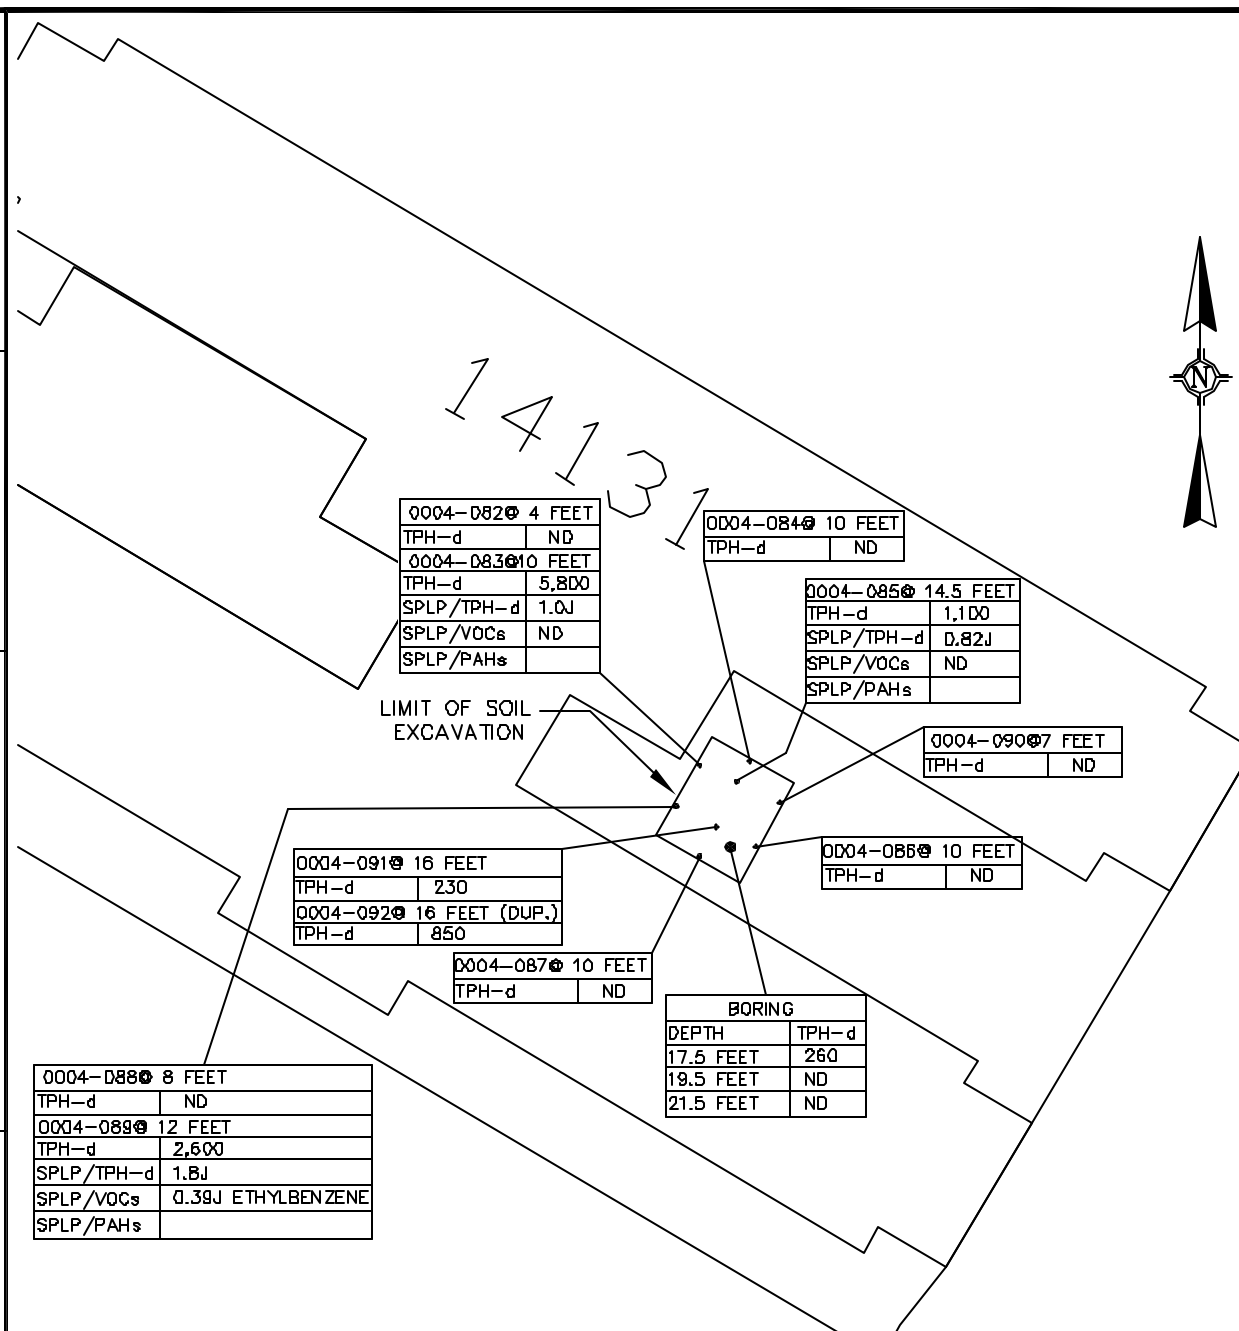 14131
N
0004-082@ 4 FEET
TPH-d ND
0004-083@10 FEET
TPH-d 5,800
SPLP/TPH-d 1.0J
SPLP/VOCs ND
SPLP/PAHs
0004-084@ 10 FEET
TPH-d ND
0004-085@ 14.5 FEET
TPH-d 1,100
SPLP/TPH-d 0.82J
SPLP/VOCs ND
SPLP/PAHs
LIMIT OF SOIL
EXCAVATION
0004-090@7 FEET
TPH-d ND
0004-091@ 16 FEET
TPH-d 230
0004-092@ 16 FEET (DUP.)
TPH-d 850
0004-086@ 10 FEET
TPH-d ND
0004-087@ 10 FEET
TPH-d ND
BORING
DEPTH TPH-d
17.5 FEET 260
19.5 FEET ND
21.5 FEET ND
0004-088@ 8 FEET
TPH-d ND
0004-089@ 12 FEET
TPH-d 2,600
SPLP/TPH-d 1.8J
SPLP/VOCs 0.39J ETHYLBENZENE
SPLP/PAHs